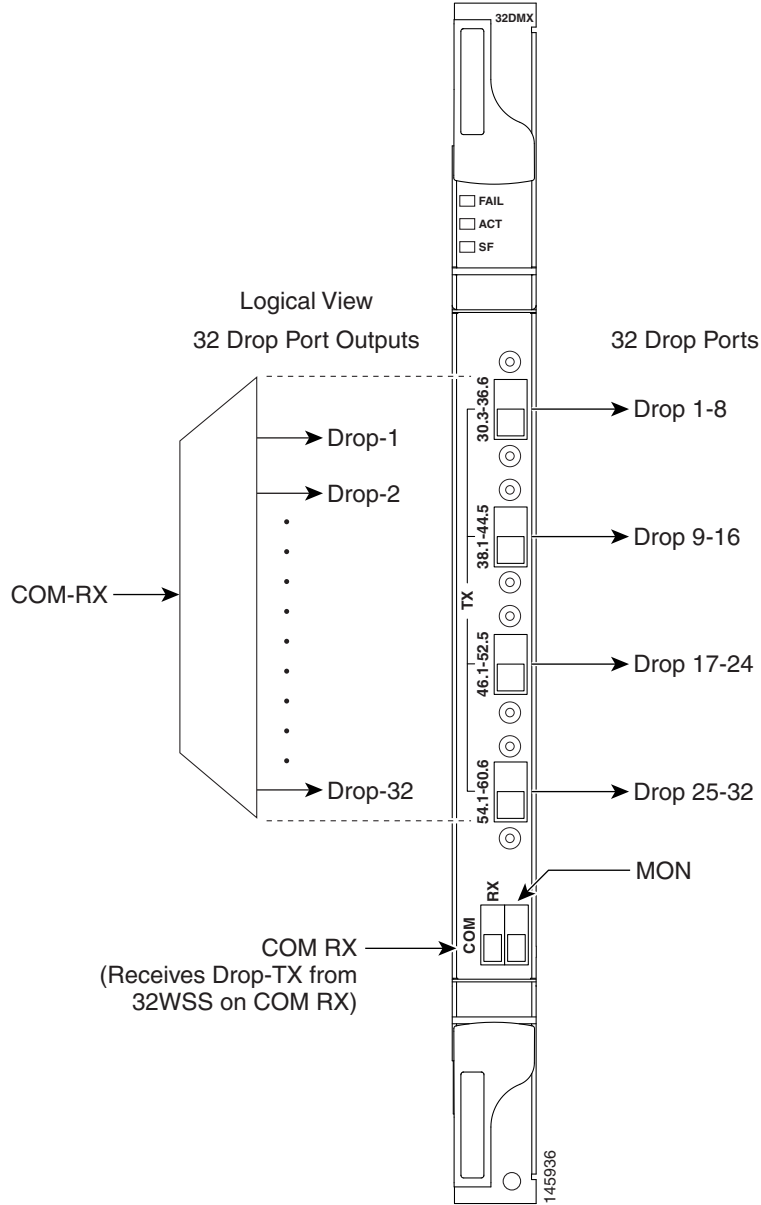 32DMX
FAIL
ACT
SF
Logical View
32 Drop Port Outputs
32 Drop Ports
30.3-36.6
Drop 1-8
Drop-1
Drop-2
38.1-44.5
Drop 9-16
COM-RX
TX
46.1-52.5
Drop 17-24
Drop-32
54.1-60.6
Drop 25-32
MON
RX
COM
COM RX
(Receives Drop-TX from
32WSS on COM RX)
145936